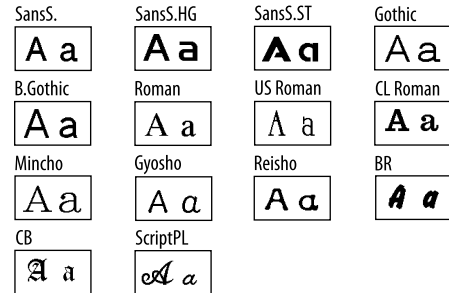 SansS. SansS.HG SansS.ST Gothic
A a A a A a A a
B.Gothic Roman US Roman CL Roman
A a A a A a A a
Mincho Gyosho Reisho BR
A a A a A a A a
CB ScriptPL
A a A a